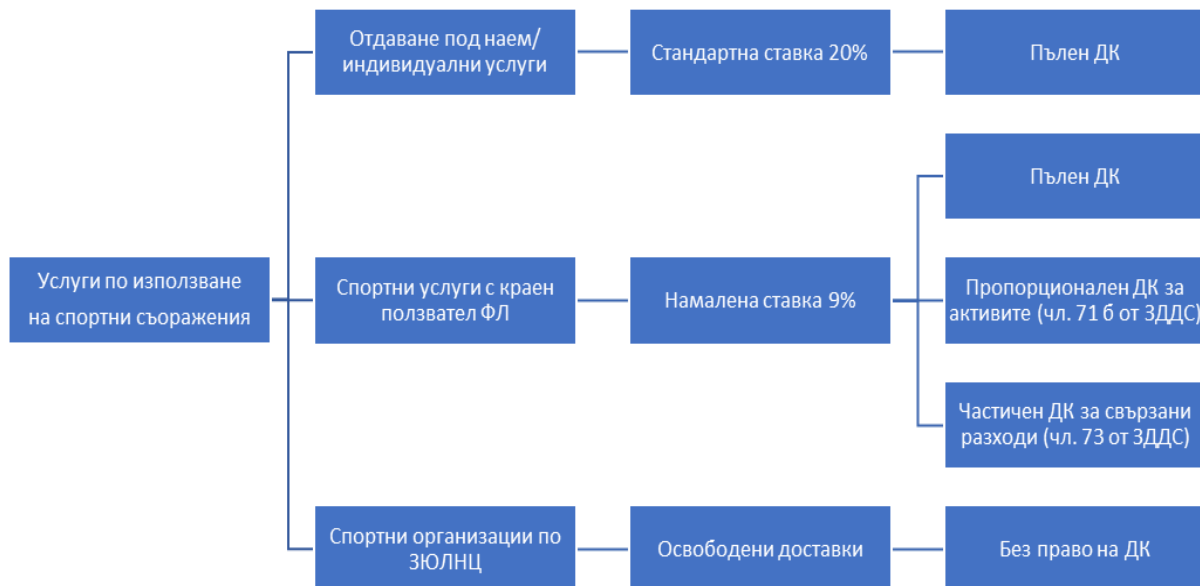 Отдаване под наем/
индивидуални услуги
Стандартна ставка 20%
Пълен ДК
Пълен ДК
Услуги по използване
на спортни съоражения
Спортни услуги с краен
ползвател ФЛ
Намалена ставка 9%
Пропорционален ДК за
активите (чл. 71 б от ЗДДС)
Частичен ДК за свързани
разходи (чл. 73 от ЗДДС)
Спортни организации по
ЗЮЛНЦ
Освободени доставки
Без право на ДК